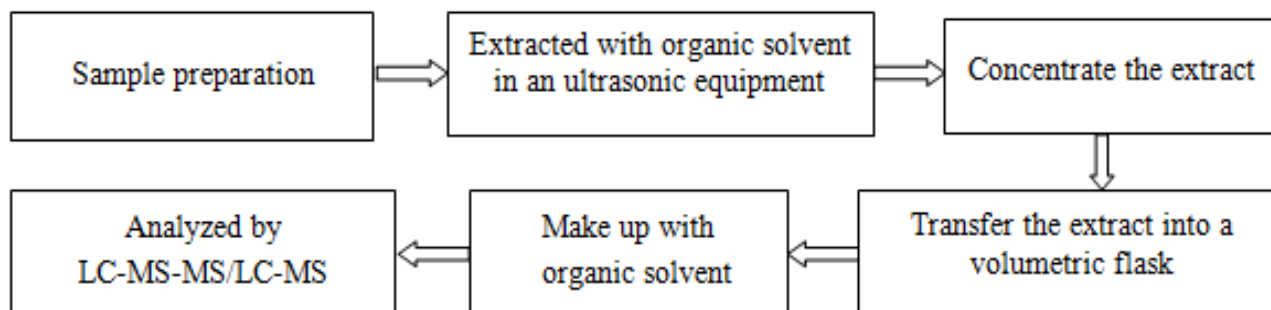 Sample preparation
Extracted with organic solvent
in an ultrasonic equipment
Concentrate the extract
Transfer the extract into a
volumetric flask
Make up with
organic solvent
Analyzed by
LC-MS-MS/LC-MS